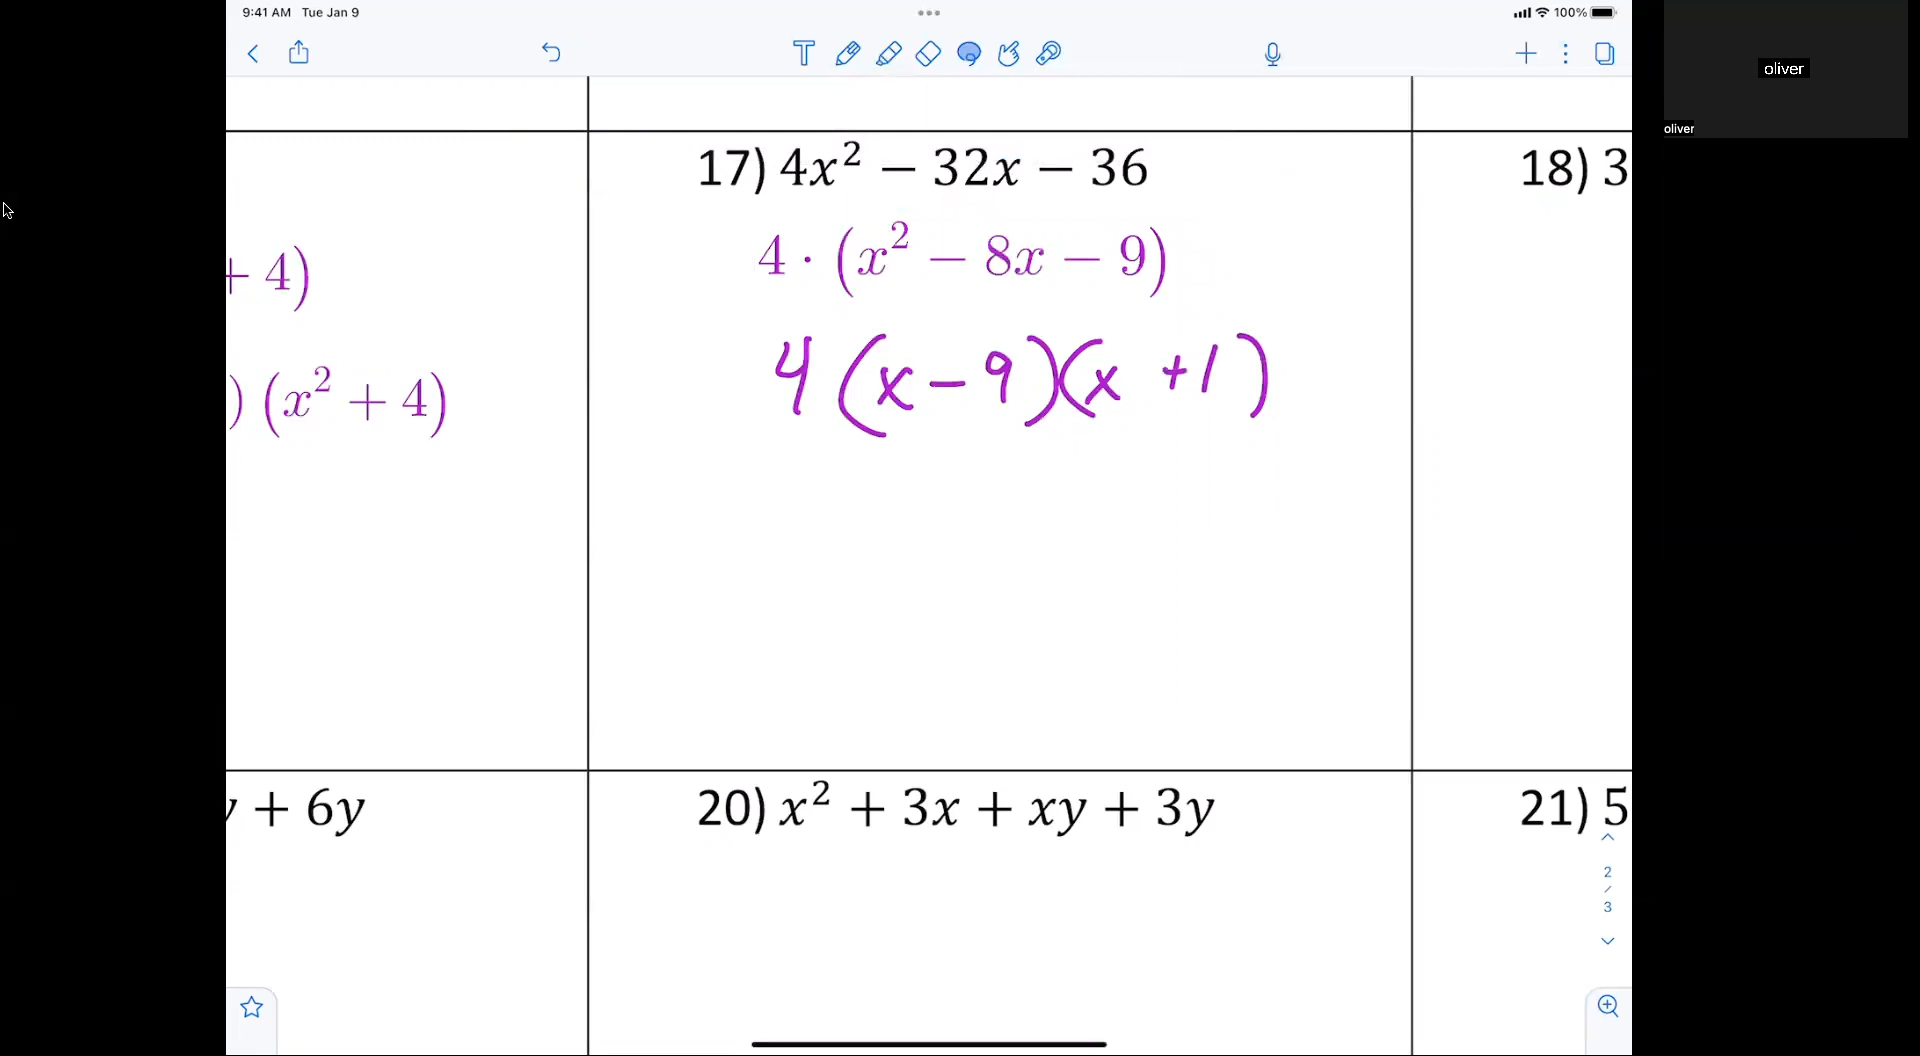 9:41 AM Tue Jan 9
100%
oliver
oliver
17) 4x² − 32x − 36
18) 3
4 · (x² − 8x − 9)
+ 4)
4 (x − 9)(x + 1)
) (x² + 4)
y + 6y
20) x² + 3x + xy + 3y
21) 5
2
/
3